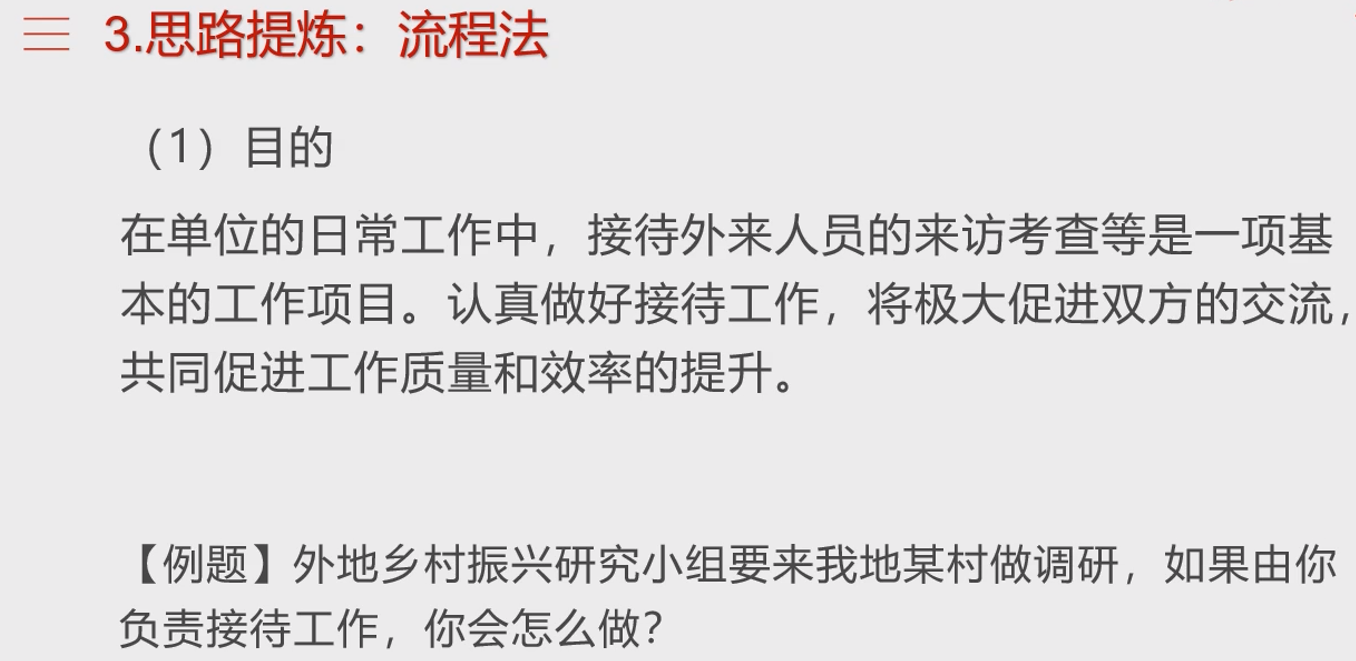 3.思路提炼：流程法
（1）目的
在单位的日常工作中，接待外来人员的来访考查等是一项基
本的工作项目。认真做好接待工作，将极大促进双方的交流，
共同促进工作质量和效率的提升。
【例题】外地乡村振兴研究小组要来我地某村做调研，如果由你
负责接待工作，你会怎么做？